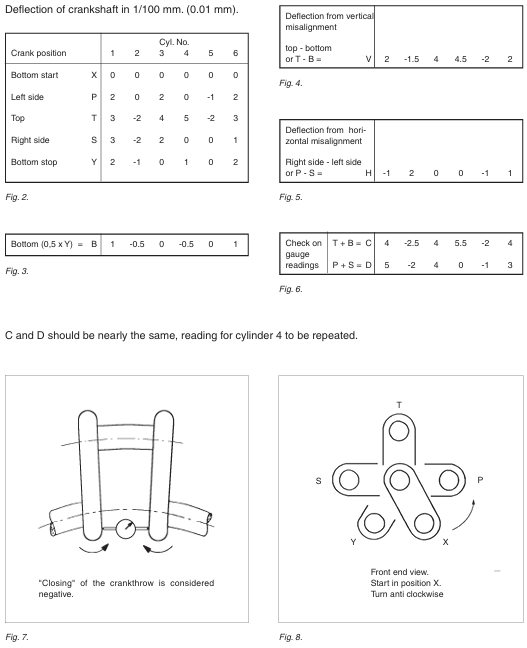 Deflection of crankshaft in 1/100 mm. (0.01 mm).
Cyl. No.
Crank position 1 2 3 4 5 6
Bottom start X 0 0 0 0 0 0
Left side P 2 0 2 0 -1 2
Top T 3 -2 4 5 -2 3
Right side S 3 -2 2 0 0 1
Bottom stop Y 2 -1 0 1 0 2
Fig. 2.
Bottom (0,5 x Y) = B 1 -0.5 0 -0.5 0 1
Fig. 3.
Deflection from vertical
misalignment
top - bottom
or T - B = V 2 -1.5 4 4.5 -2 2
Fig. 4.
Deflection from hori-
zontal misalignment
Right side - left side
or P - S = H -1 2 0 0 -1 1
Fig. 5.
Check on
gauge
readings
T + B = C 4 -2.5 4 5.5 -2 4
P + S = D 5 -2 4 0 -1 3
Fig. 6.
C and D should be nearly the same, reading for cylinder 4 to be repeated.
"Closing" of the crankthrow is considered
negative.
Fig. 7.
T
S
P
Y
X
Front end view.
Start in position X.
Turn anti clockwise
Fig. 8.